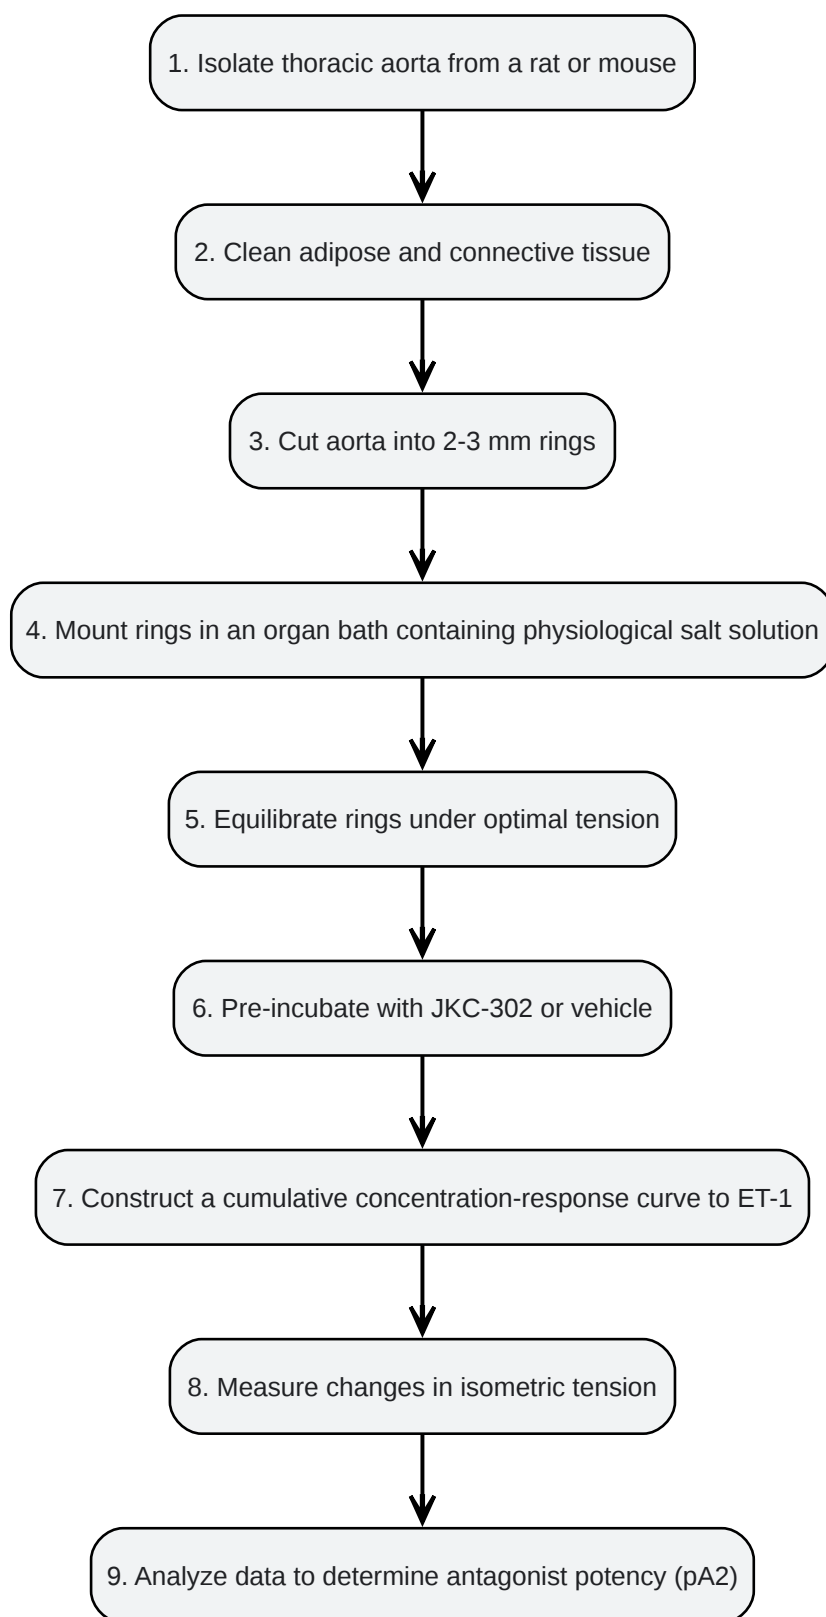 1. Isolate thoracic aorta from a rat or mouse
2. Clean adipose and connective tissue
3. Cut aorta into 2-3 mm rings
4. Mount rings in an organ bath containing physiological salt solution
5. Equilibrate rings under optimal tension
6. Pre-incubate with JKC-302 or vehicle
7. Construct a cumulative concentration-response curve to ET-1
8. Measure changes in isometric tension
9. Analyze data to determine antagonist potency (pA2)